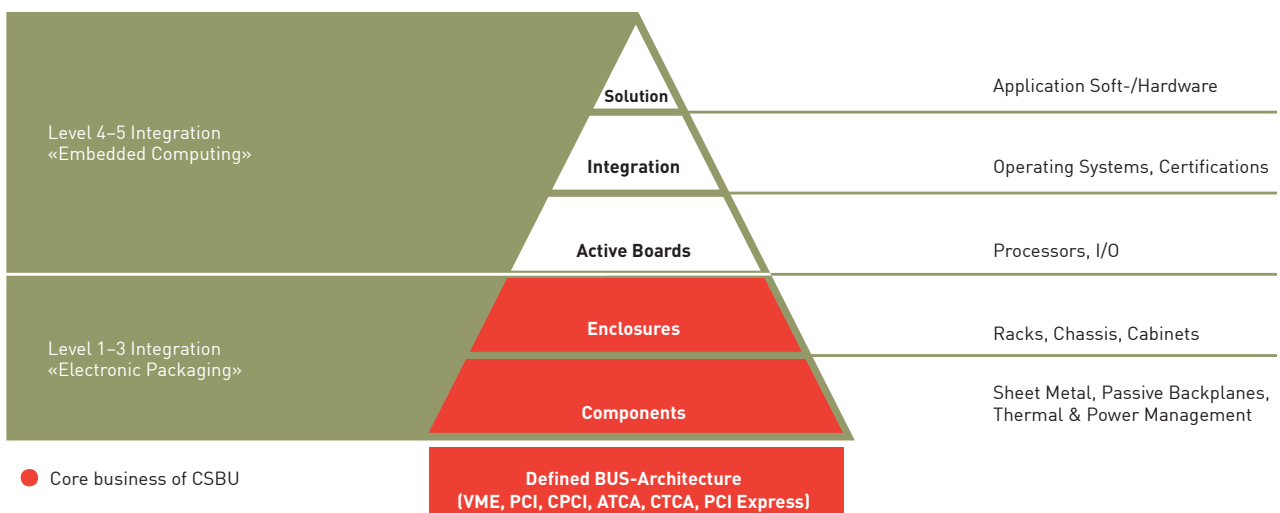 Solution
Application Soft-/Hardware
Level 4–5 Integration
«Embedded Computing»
Integration
Operating Systems, Certifications
Active Boards
Processors, I/O
Enclosures
Racks, Chassis, Cabinets
Level 1–3 Integration
«Electronic Packaging»
Components
Sheet Metal, Passive Backplanes,
Thermal & Power Management
Core business of CSBU
Defined BUS-Architecture
(VME, PCI, CPCI, ATCA, CTCA, PCI Express)